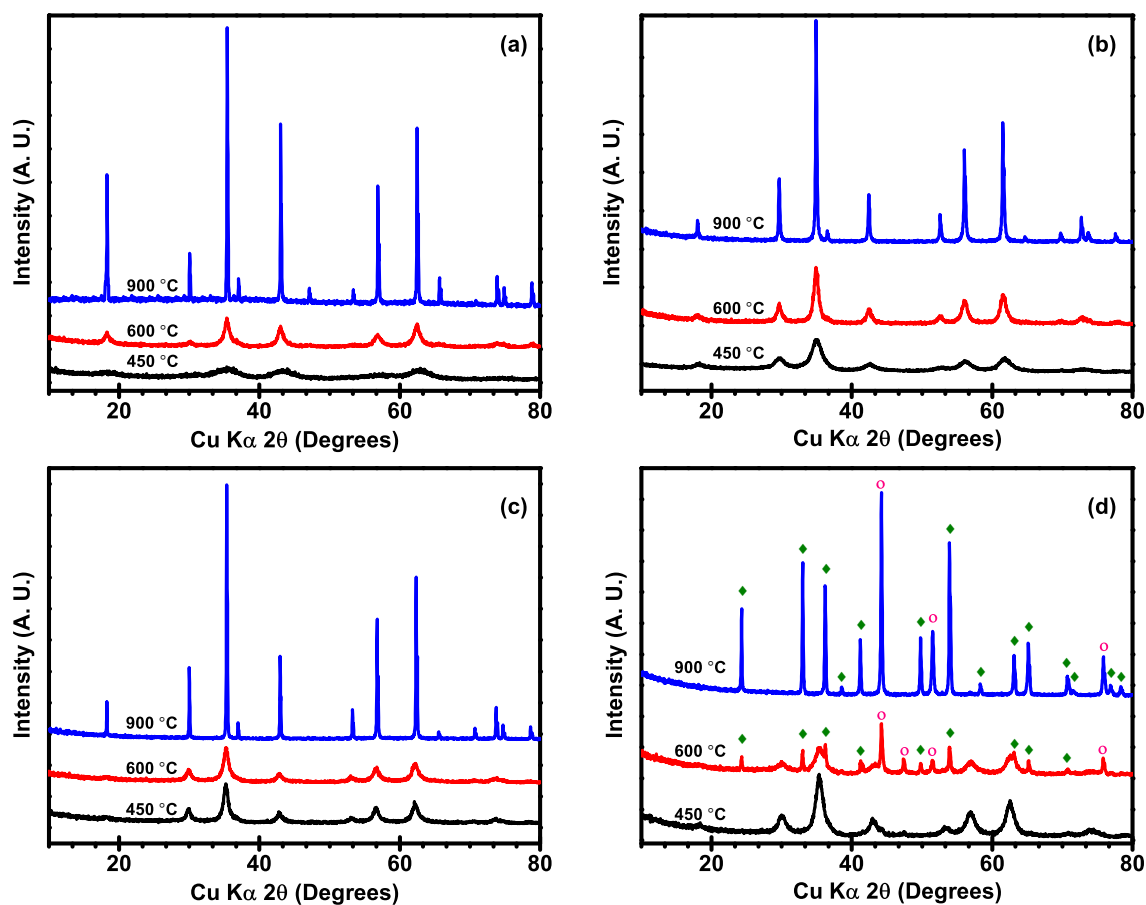 (a)
Intensity (A. U.)
900 °C
600 °C
450 °C
20 40 60 80
Cu Kα 2θ (Degrees)
(b)
Intensity (A. U.)
900 °C
600 °C
450 °C
20 40 60 80
Cu Kα 2θ (Degrees)
(c)
Intensity (A. U.)
900 °C
600 °C
450 °C
20 40 60 80
Cu Kα 2θ (Degrees)
(d)
Intensity (A. U.)
900 °C
600 °C
450 °C
20 40 60 80
Cu Kα 2θ (Degrees)